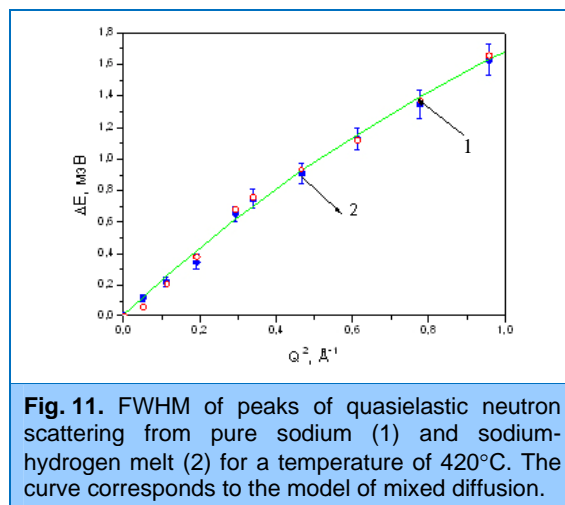 1,8
1,6
1,4
1,2
1,0
0,8
0,6
0,4
0,2
0,0
ΔE, мэВ
1
2
0,0 0,2 0,4 0,6 0,8 1,0
Q², Å⁻¹
Fig. 11. FWHM of peaks of quasielastic neutron
scattering from pure sodium (1) and sodium-
hydrogen melt (2) for a temperature of 420°C. The
curve corresponds to the model of mixed diffusion.